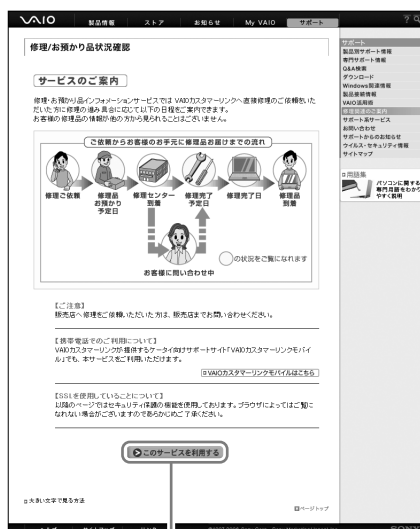 VAIO
製品情報 ストア お知らせ My VAIO サポート
修理/お預かり品状況確認
サービスのご案内
修理・お預かり品インフォメーションサービスでは VAIOカスタマーリンクへ直接修理のご依頼をいた
だいた方に修理の進み具合に応じて以下の日程をご案内できます。
お客様の修理品の情報が他の方から見られることはございません。
ご依頼からお客様のお手元に修理品お届けまでの流れ
修理ご依頼
修理品
お預かり
予定日
修理センター
到着
修理完了
予定日
修理完了日
修理品
到着
お客様に問い合わせ中
の状況をご覧になれます
【ご注意】
販売店へ修理をご依頼いただいた方は、販売店までお問い合わせください。
【携帯電話でのご利用について】
VAIOカスタマーリンクが提供するケータイ向けサポートサイト「VAIOカスタマーリンクモバイ
ル」でも、本サービスをご利用いただけます。
VAIOカスタマーリンクモバイルはこちら
【SSLを使用していることについて】
以降のページではセキュリティ保護の機能を使用しております。ブラウザによってはご覧に
なれない場合がございますのであらかじめご了承ください。
このサービスを利用する
大きい文字で見る方法
ページトップ
サポート
製品別サポート情報
専門サポート情報
Q&A検索
ダウンロード
Windows関連情報
製品接続情報
VAIO活用術
修理関連のご案内
サポート系サービス
お問い合わせ
サポートからのお知らせ
ウイルス・セキュリティ情報
サイトマップ
用語集
パソコンに関する
専門用語をわかり
やすく説明